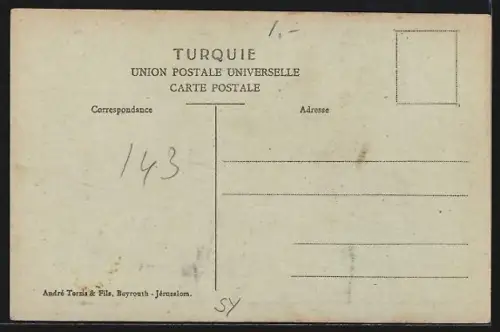 1.-
TURQUIE
UNION POSTALE UNIVERSELLE
CARTE POSTALE
Correspondance
Adresse
143
André Terzis & Fils, Beyrouth - Jérusalem.
SY